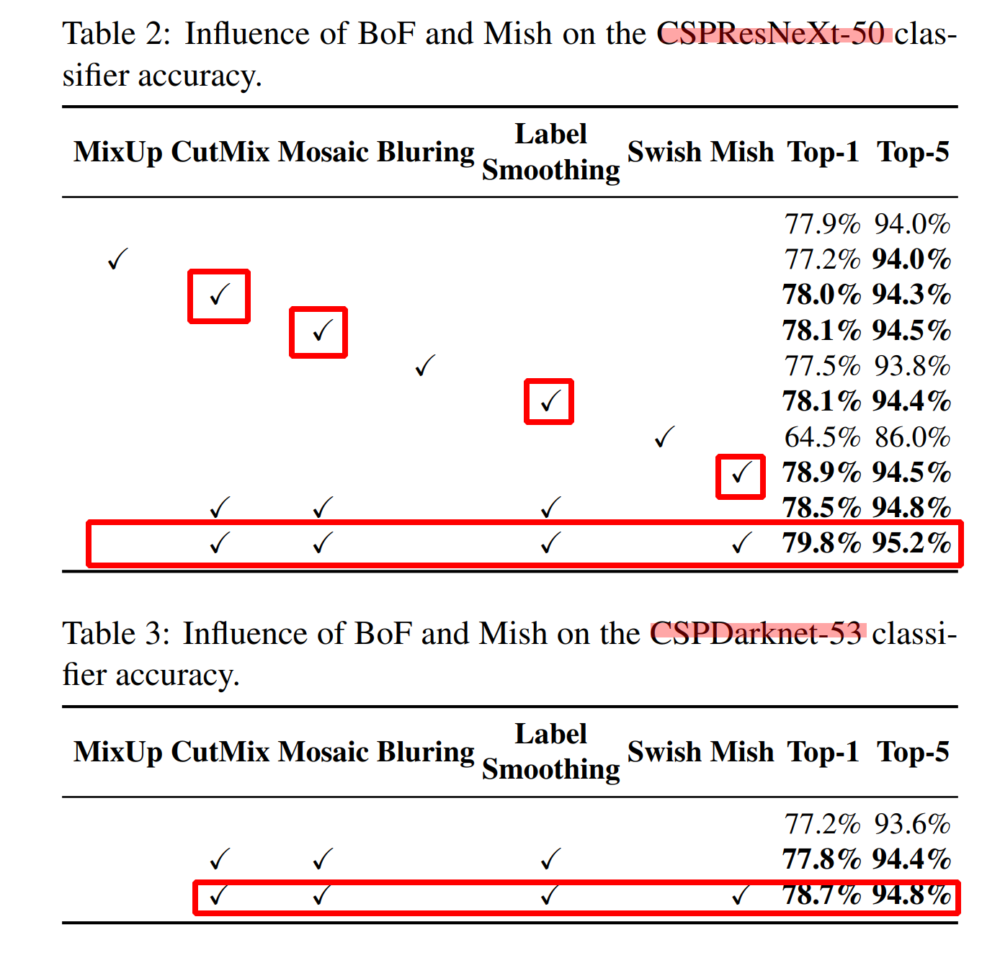 Table 2: Influence of BoF and Mish on the CSPResNeXt-50 clas-
sifier accuracy.
MixUp CutMix Mosaic Bluring Label Smoothing Swish Mish Top-1 Top-5
77.9% 94.0%
✓ 77.2% 94.0%
✓ 78.0% 94.3%
✓ 78.1% 94.5%
✓ 77.5% 93.8%
✓ 78.1% 94.4%
✓ 64.5% 86.0%
✓ 78.9% 94.5%
✓ ✓ ✓ 78.5% 94.8%
✓ ✓ ✓ ✓ 79.8% 95.2%
Table 3: Influence of BoF and Mish on the CSPDarknet-53 classi-
fier accuracy.
MixUp CutMix Mosaic Bluring Label Smoothing Swish Mish Top-1 Top-5
77.2% 93.6%
✓ ✓ ✓ 77.8% 94.4%
✓ ✓ ✓ ✓ 78.7% 94.8%